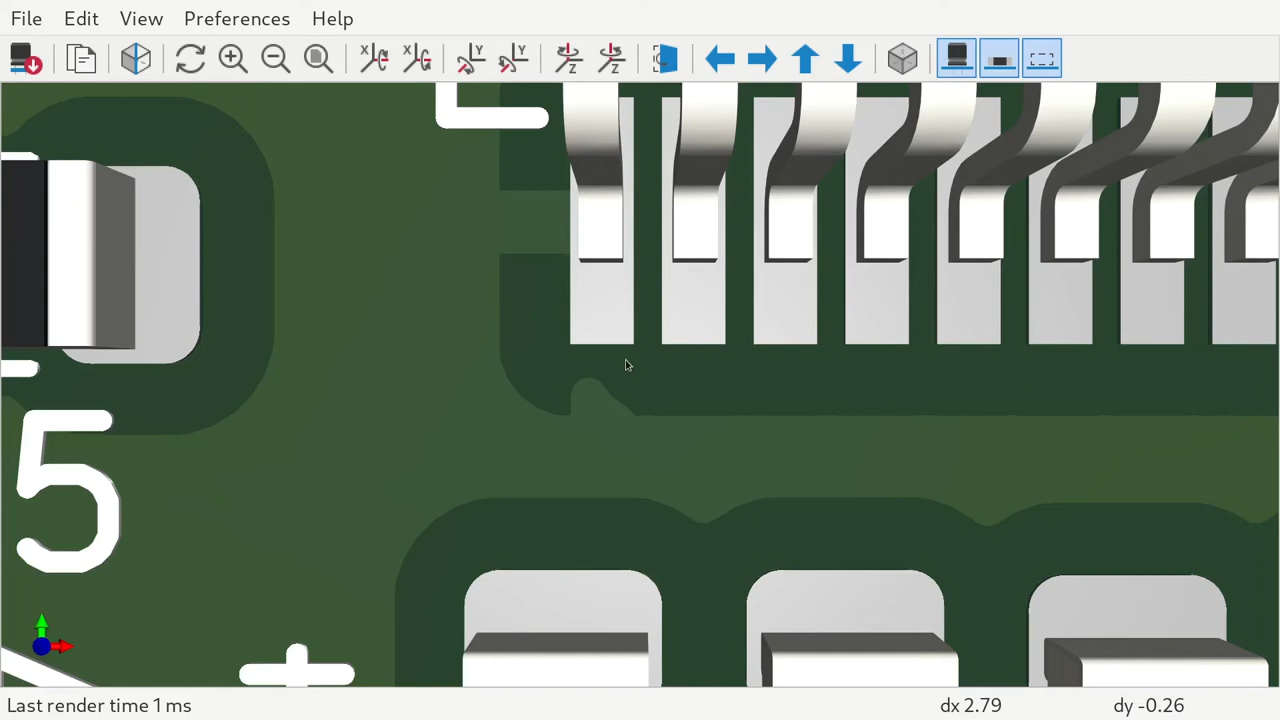 File Edit View Preferences Help
X X Y Y Z Z
5
Last render time 1 ms dx 2.79 dy -0.26